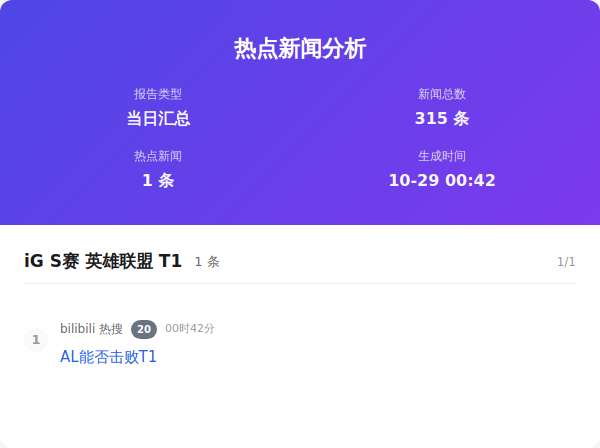 热点新闻分析
报告类型
新闻总数
当日汇总
315 条
热点新闻
生成时间
1 条
10-29 00:42
iG S赛 英雄联盟 T1 1 条 1/1
1
bilibili 热搜 20 00时42分
AL能否击败T1